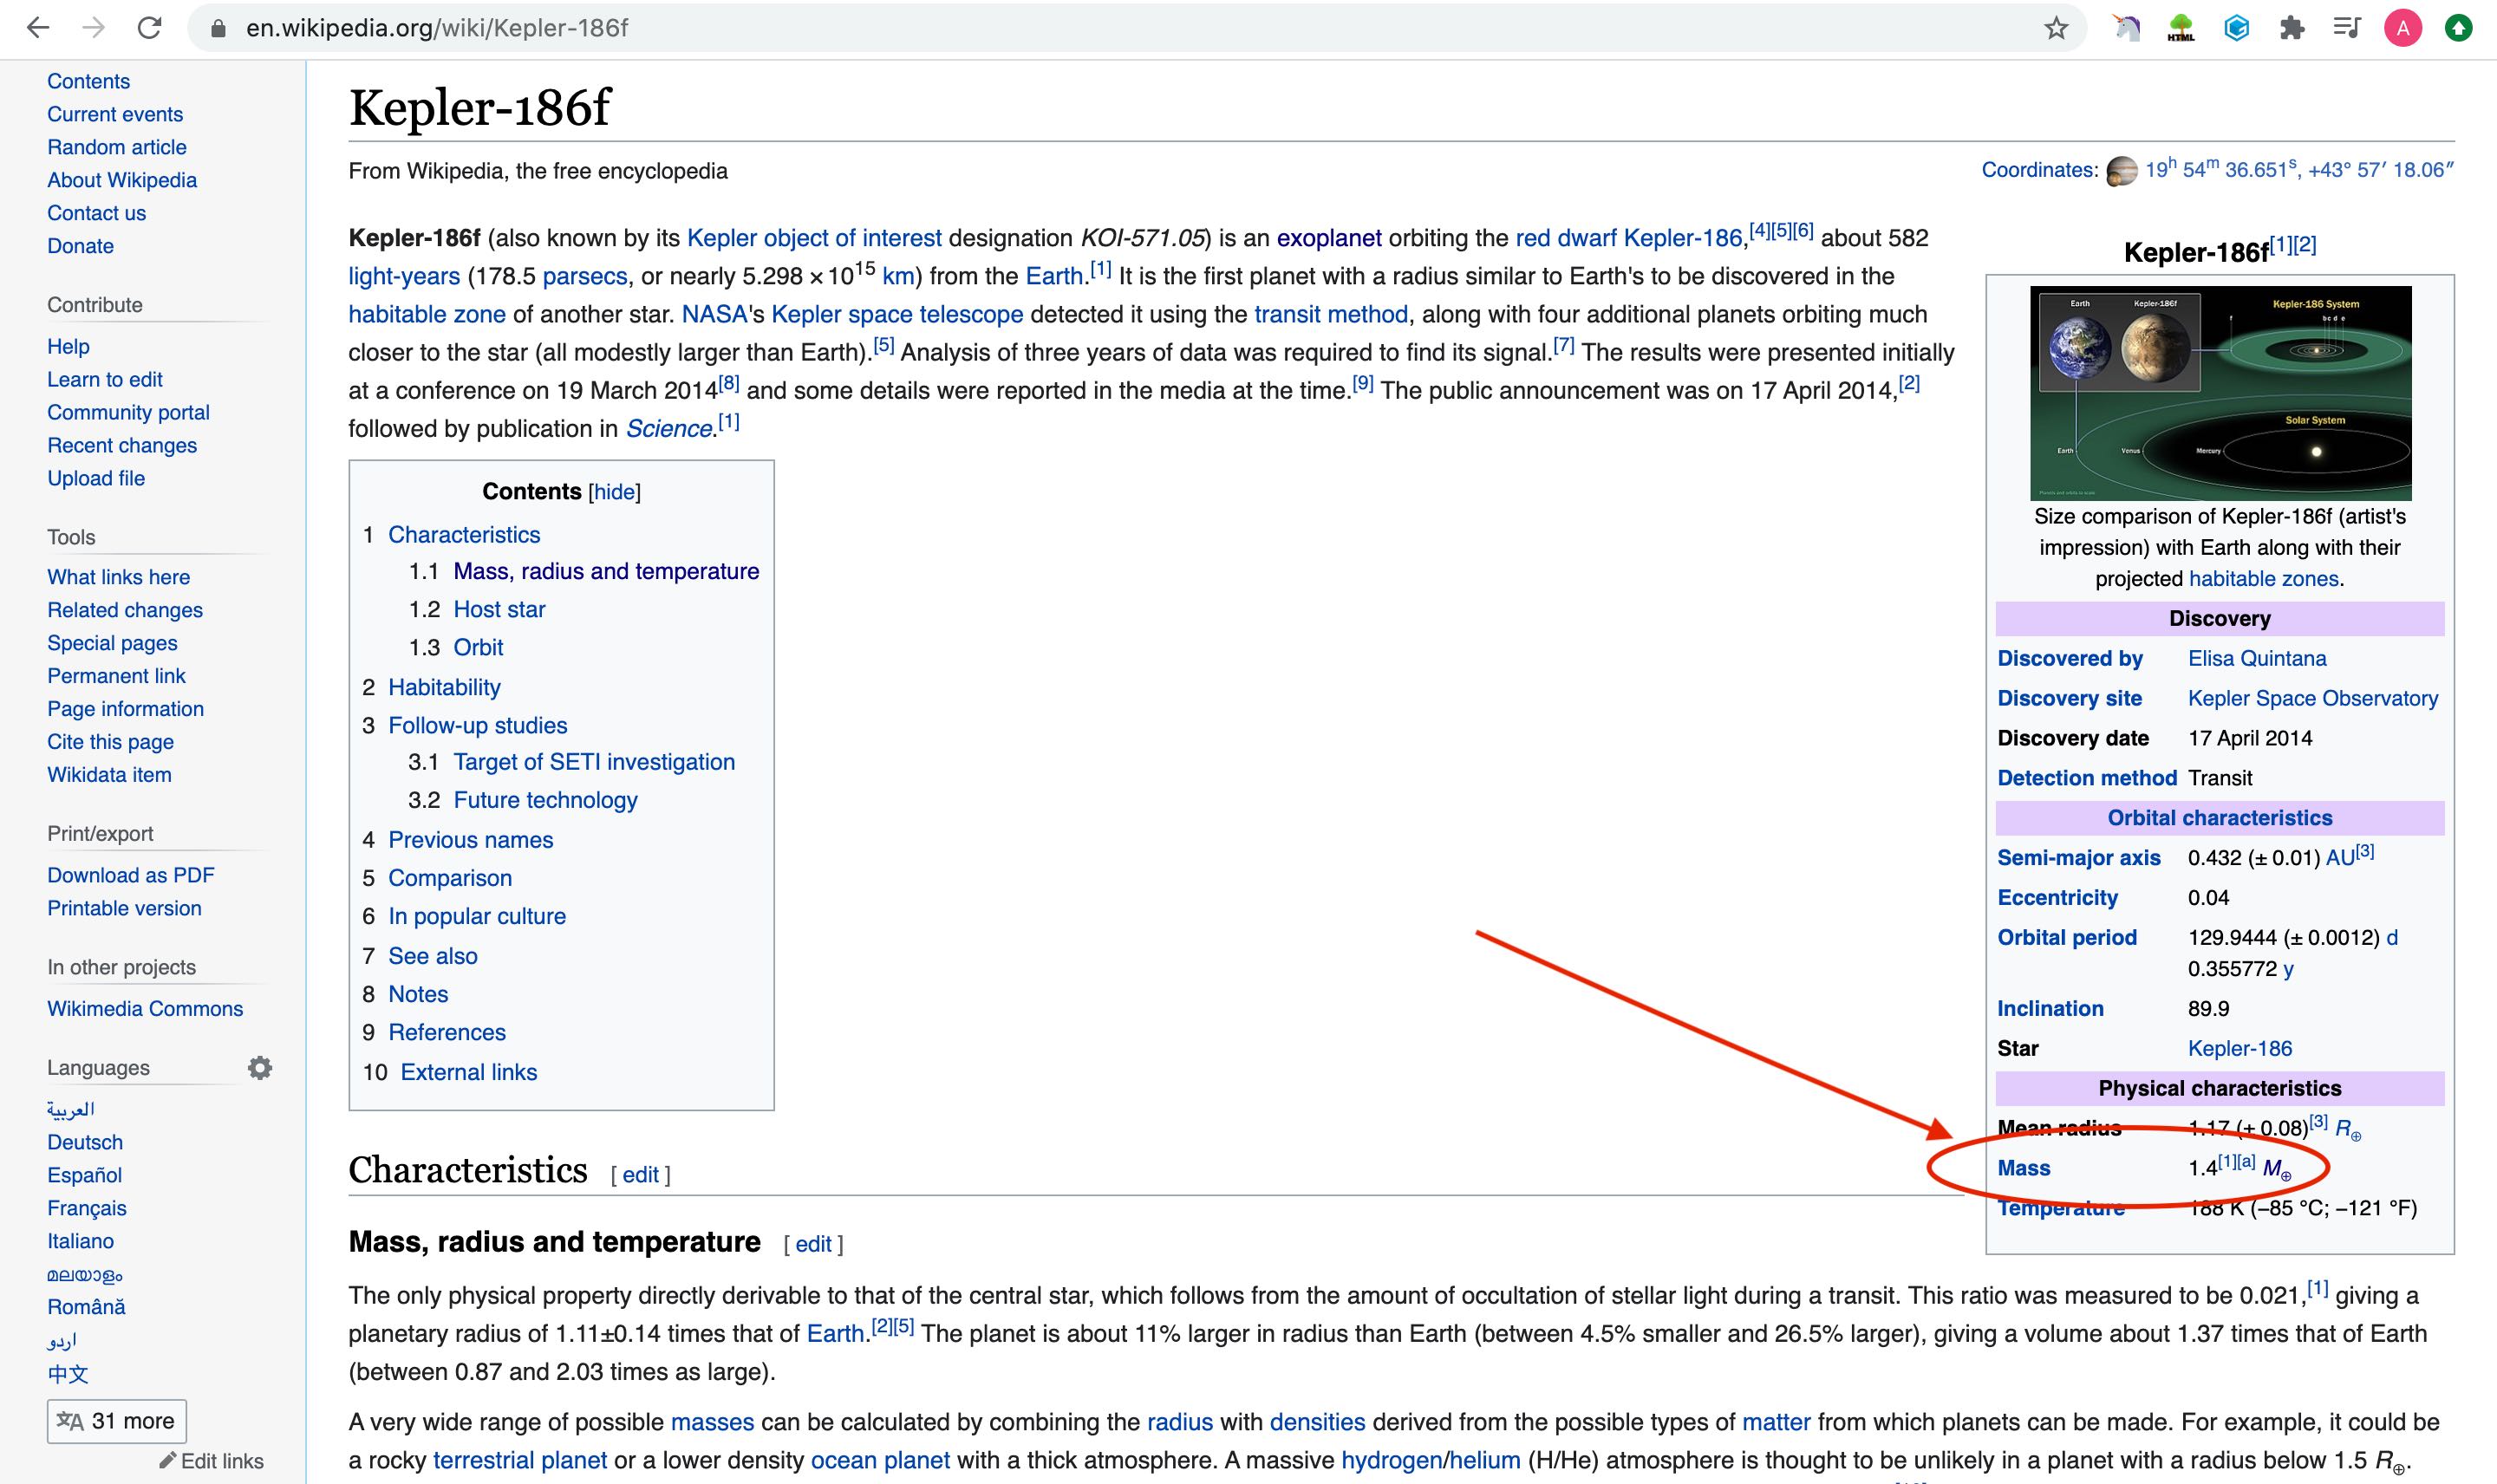 en.wikipedia.org/wiki/Kepler-186f
HTML
A
Contents
Current events
Random article
About Wikipedia
Contact us
Donate
Contribute
Help
Learn to edit
Community portal
Recent changes
Upload file
Tools
What links here
Related changes
Special pages
Permanent link
Page information
Cite this page
Wikidata item
Print/export
Download as PDF
Printable version
In other projects
Wikimedia Commons
Languages
العربية
Deutsch
Español
Français
Italiano
മലയാളം
Română
اردو
中文
31 more
Edit links
Kepler-186f
From Wikipedia, the free encyclopedia
Coordinates: 19h 54m 36.651s, +43° 57′ 18.06″
Kepler-186f (also known by its Kepler object of interest designation KOI-571.05) is an exoplanet orbiting the red dwarf Kepler-186,[4][5][6] about 582
light-years (178.5 parsecs, or nearly 5.298 × 10¹⁵ km) from the Earth.[1] It is the first planet with a radius similar to Earth's to be discovered in the
habitable zone of another star. NASA's Kepler space telescope detected it using the transit method, along with four additional planets orbiting much
closer to the star (all modestly larger than Earth).[5] Analysis of three years of data was required to find its signal.[7] The results were presented initially
at a conference on 19 March 2014[8] and some details were reported in the media at the time.[9] The public announcement was on 17 April 2014,[2]
followed by publication in Science.[1]
Contents [hide]
1 Characteristics
1.1 Mass, radius and temperature
1.2 Host star
1.3 Orbit
2 Habitability
3 Follow-up studies
3.1 Target of SETI investigation
3.2 Future technology
4 Previous names
5 Comparison
6 In popular culture
7 See also
8 Notes
9 References
10 External links
Kepler-186f[1][2]
Earth Kepler-186f Kepler-186 System
f b c d e
Solar System
Earth Venus Mercury
Planets and orbits to scale
Size comparison of Kepler-186f (artist's
impression) with Earth along with their
projected habitable zones.
Discovery
Discovered by Elisa Quintana
Discovery site Kepler Space Observatory
Discovery date 17 April 2014
Detection method Transit
Orbital characteristics
Semi-major axis 0.432 (± 0.01) AU[3]
Eccentricity 0.04
Orbital period 129.9444 (± 0.0012) d
0.355772 y
Inclination 89.9
Star Kepler-186
Physical characteristics
Mean radius 1.17 (± 0.08)[3] R⊕
Mass 1.4[1][a] M⊕
Temperature 188 K (−85 °C; −121 °F)
Characteristics [ edit ]
Mass, radius and temperature [ edit ]
The only physical property directly derivable to that of the central star, which follows from the amount of occultation of stellar light during a transit. This ratio was measured to be 0.021,[1] giving a
planetary radius of 1.11±0.14 times that of Earth.[2][5] The planet is about 11% larger in radius than Earth (between 4.5% smaller and 26.5% larger), giving a volume about 1.37 times that of Earth
(between 0.87 and 2.03 times as large).
A very wide range of possible masses can be calculated by combining the radius with densities derived from the possible types of matter from which planets can be made. For example, it could be
a rocky terrestrial planet or a lower density ocean planet with a thick atmosphere. A massive hydrogen/helium (H/He) atmosphere is thought to be unlikely in a planet with a radius below 1.5 R⊕.